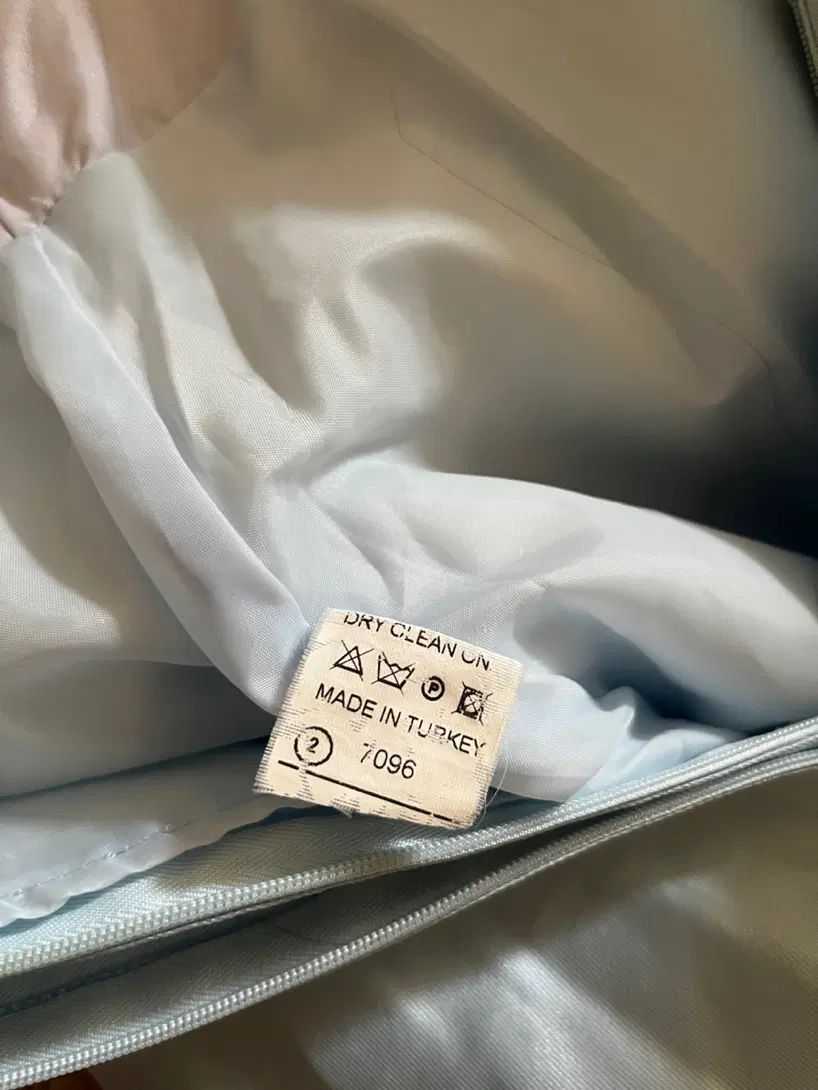 DRY CLEAN ON
P
MADE IN TURKEY
2 7096